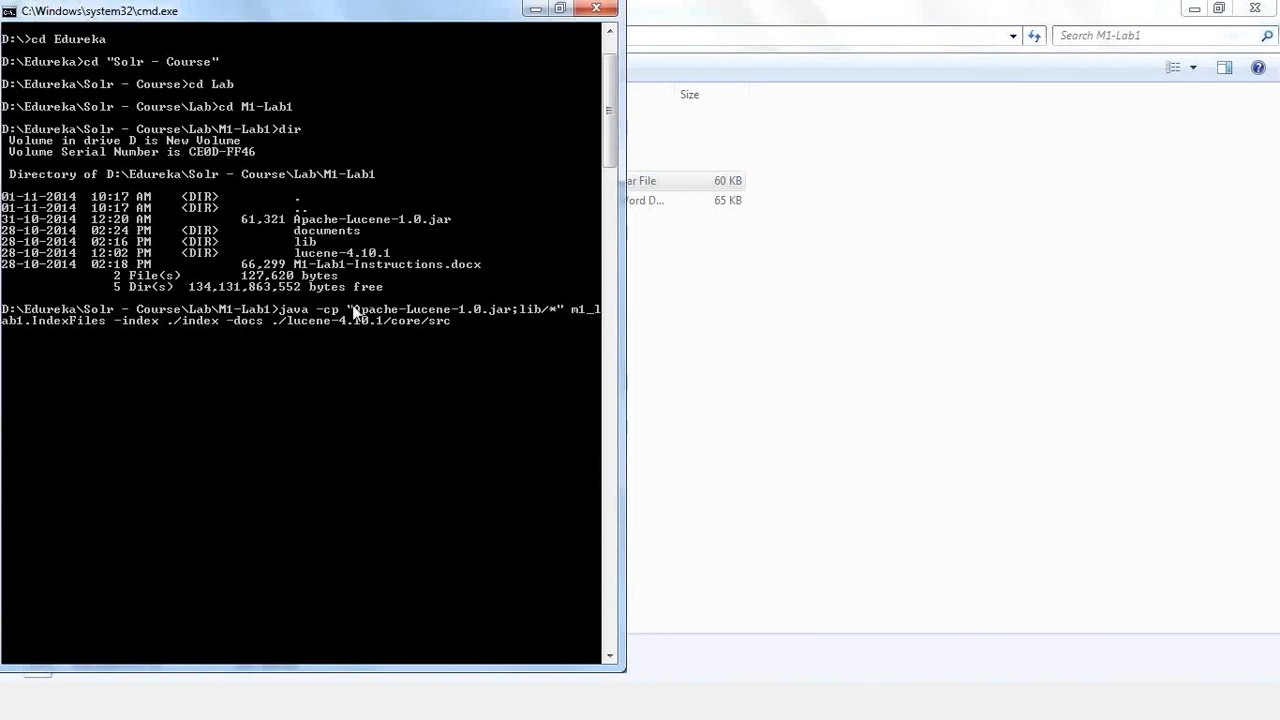 C:\Windows\system32\cmd.exe
D:\>cd Edureka
D:\Edureka>cd "Solr - Course"
D:\Edureka\Solr - Course>cd Lab
D:\Edureka\Solr - Course\Lab>cd M1-Lab1
D:\Edureka\Solr - Course\Lab\M1-Lab1>dir
Volume in drive D is New Volume
Volume Serial Number is CE0D-FF46
Directory of D:\Edureka\Solr - Course\Lab\M1-Lab1
01-11-2014 10:17 AM <DIR> .
01-11-2014 10:17 AM <DIR> ..
31-10-2014 12:20 AM 61,321 Apache-Lucene-1.0.jar
28-10-2014 02:24 PM <DIR> documents
28-10-2014 02:16 PM <DIR> lib
28-10-2014 12:02 PM <DIR> lucene-4.10.1
28-10-2014 02:18 PM 66,299 M1-Lab1-Instructions.docx
2 File(s) 127,620 bytes
5 Dir(s) 134,131,863,552 bytes free
D:\Edureka\Solr - Course\Lab\M1-Lab1>java -cp "Apache-Lucene-1.0.jar;lib/*" m1_l
ab1.IndexFiles -index ./index -docs ./lucene-4.10.1/core/src
Search M1-Lab1
Size
ar File 60 KB
Word D... 65 KB